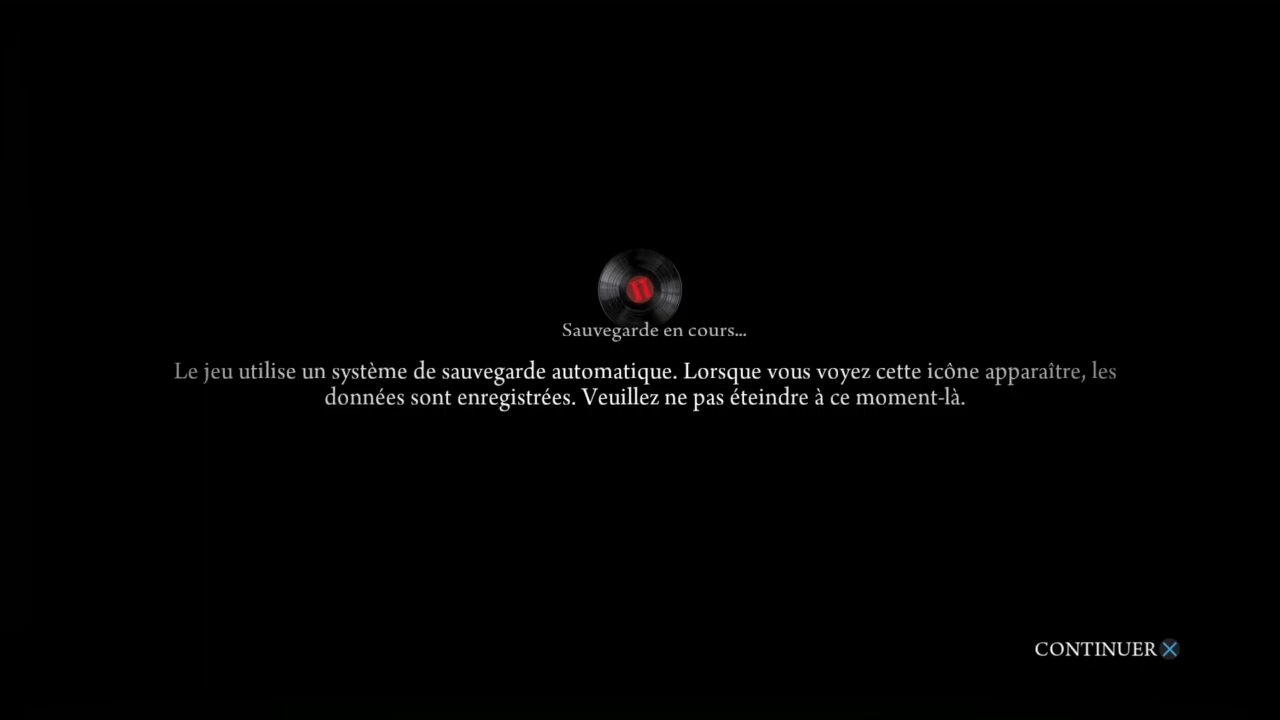 Sauvegarde en cours...
Le jeu utilise un système de sauvegarde automatique. Lorsque vous voyez cette icône apparaître, les
données sont enregistrées. Veuillez ne pas éteindre à ce moment-là.
CONTINUER